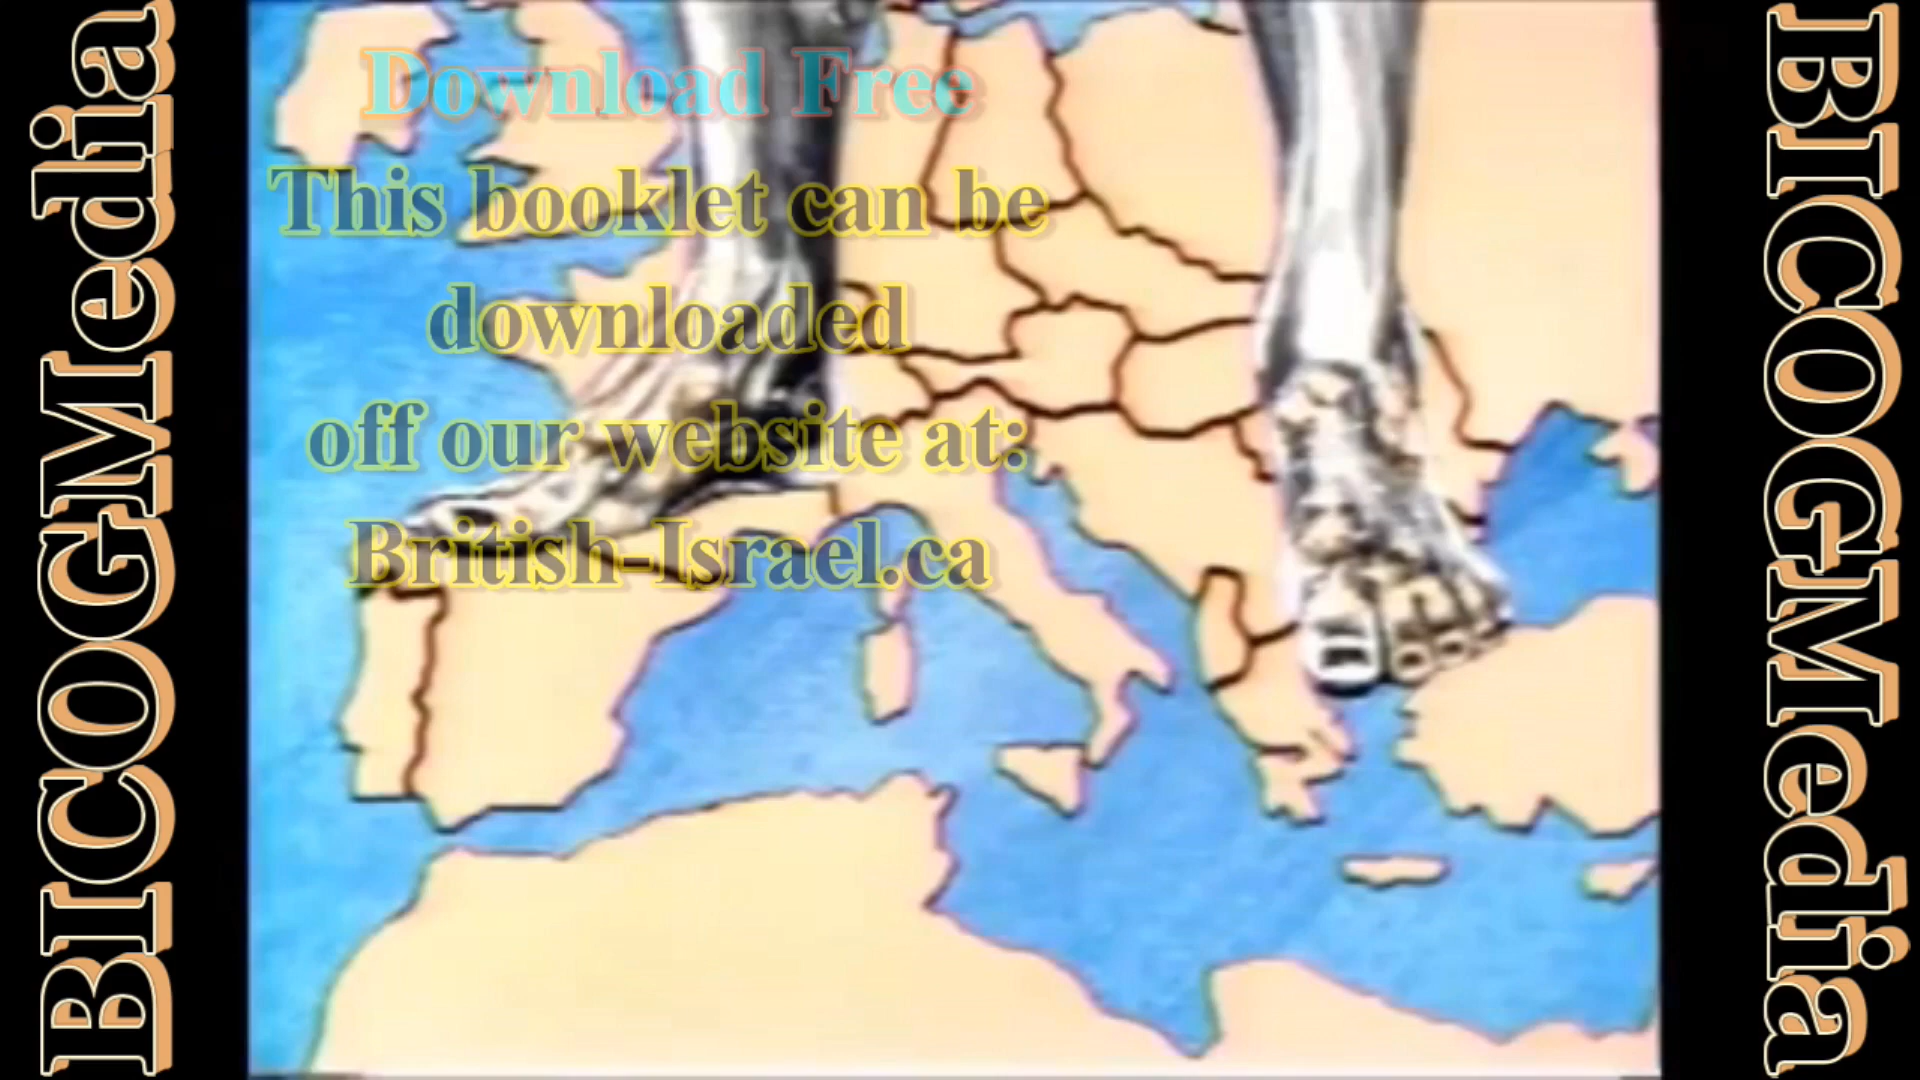 BICOGMedia
Download Free
This booklet can be
downloaded
off our website at:
British-Israel.ca
BICOGMedia